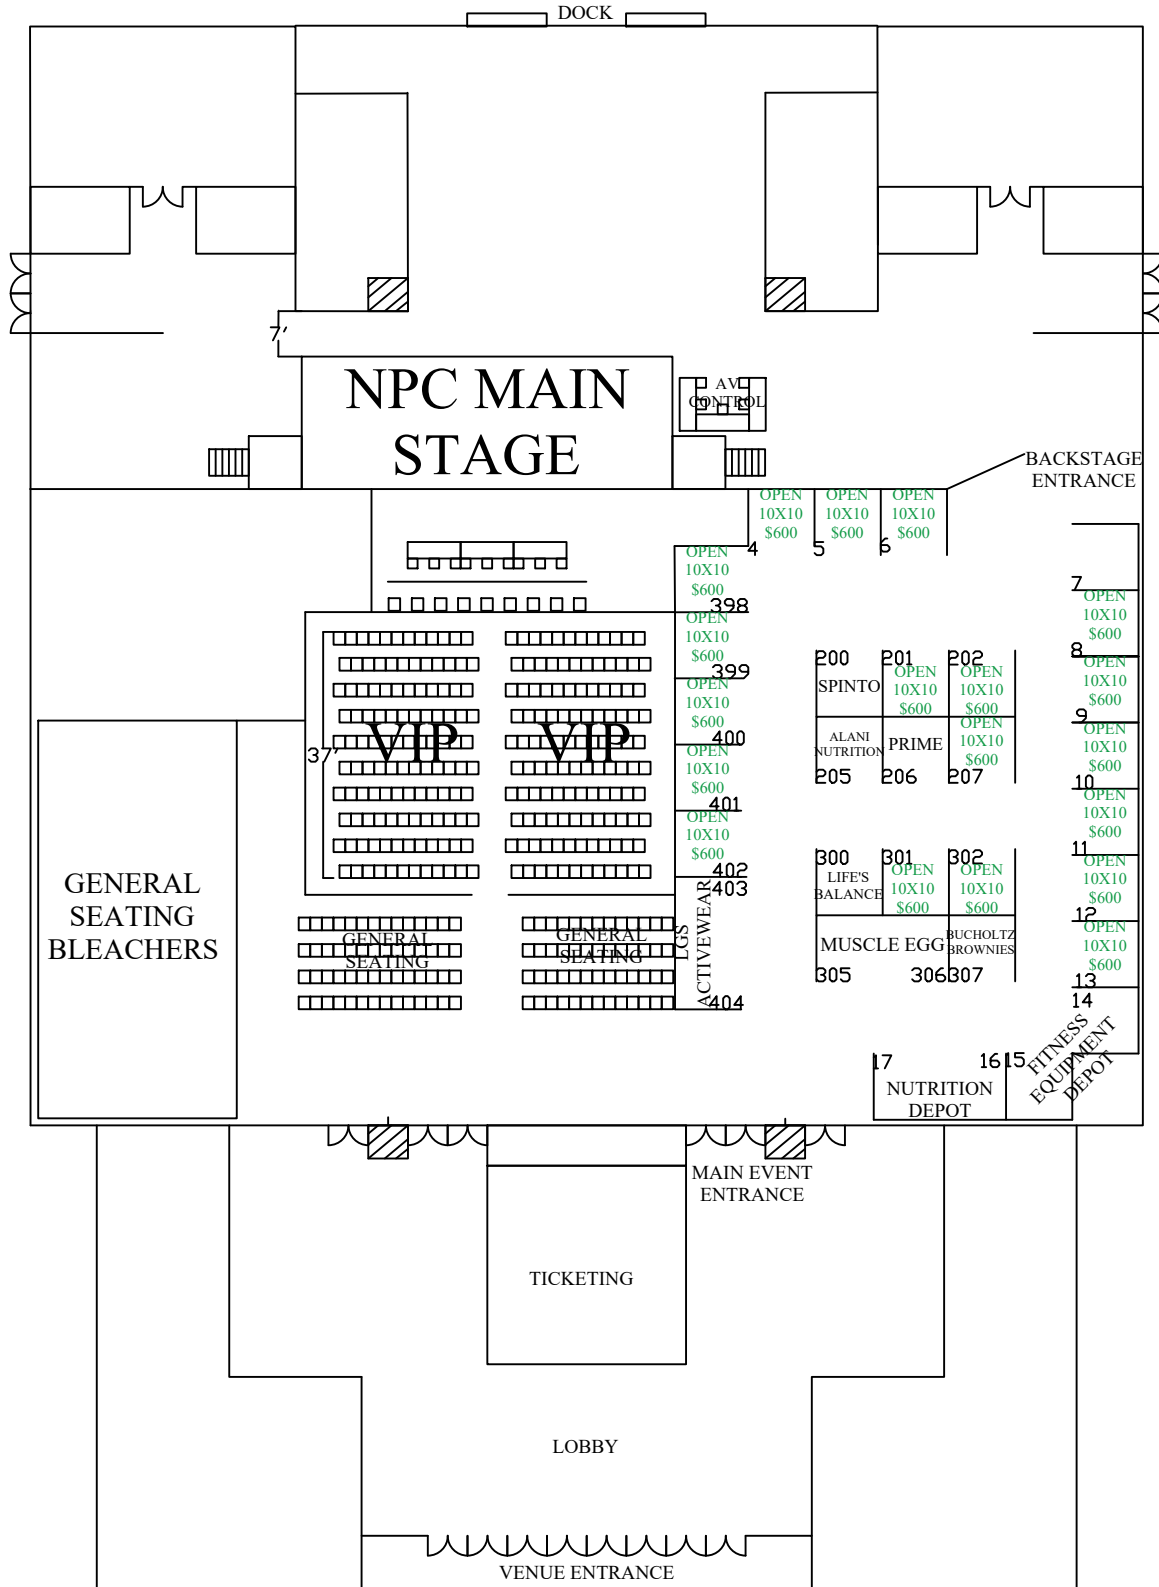 DOCK
7'
NPC MAIN
STAGE
AV
CONTROL
BACKSTAGE
ENTRANCE
OPEN
10X10
$600
4
OPEN
10X10
$600
5
OPEN
10X10
$600
6
OPEN
10X10
$600
398
OPEN
10X10
$600
399
OPEN
10X10
$600
400
OPEN
10X10
$600
401
OPEN
10X10
$600
402
403
LGS
ACTIVEWEAR
404
7
OPEN
10X10
$600
8
OPEN
10X10
$600
9
OPEN
10X10
$600
10
OPEN
10X10
$600
11
OPEN
10X10
$600
12
OPEN
10X10
$600
13
14
FITNESS
EQUIPMENT
DEPOT
15
200
SPINTO
201
OPEN
10X10
$600
202
OPEN
10X10
$600
ALANI
NUTRITION
205
PRIME
206
OPEN
10X10
$600
207
300
LIFE'S
BALANCE
301
OPEN
10X10
$600
302
OPEN
10X10
$600
MUSCLE EGG
305
306
BUCHOLTZ
BROWNIES
307
VIP
VIP
37'
GENERAL
SEATING
BLEACHERS
GENERAL
SEATING
GENERAL
SEATING
17
16
NUTRITION
DEPOT
MAIN EVENT
ENTRANCE
TICKETING
LOBBY
VENUE ENTRANCE